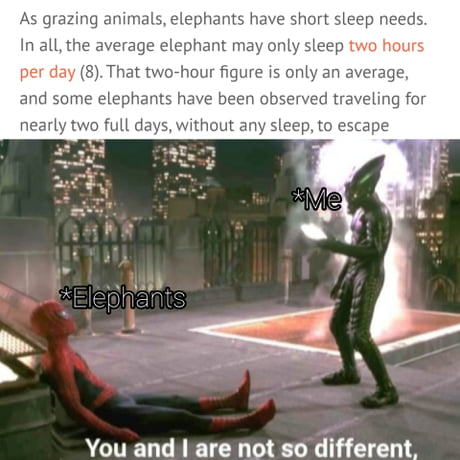 As grazing animals, elephants have short sleep needs.
In all, the average elephant may only sleep two hours
per day (8). That two-hour figure is only an average,
and some elephants have been observed traveling for
nearly two full days, without any sleep, to escape
*Me
*Elephants
You and I are not so different,